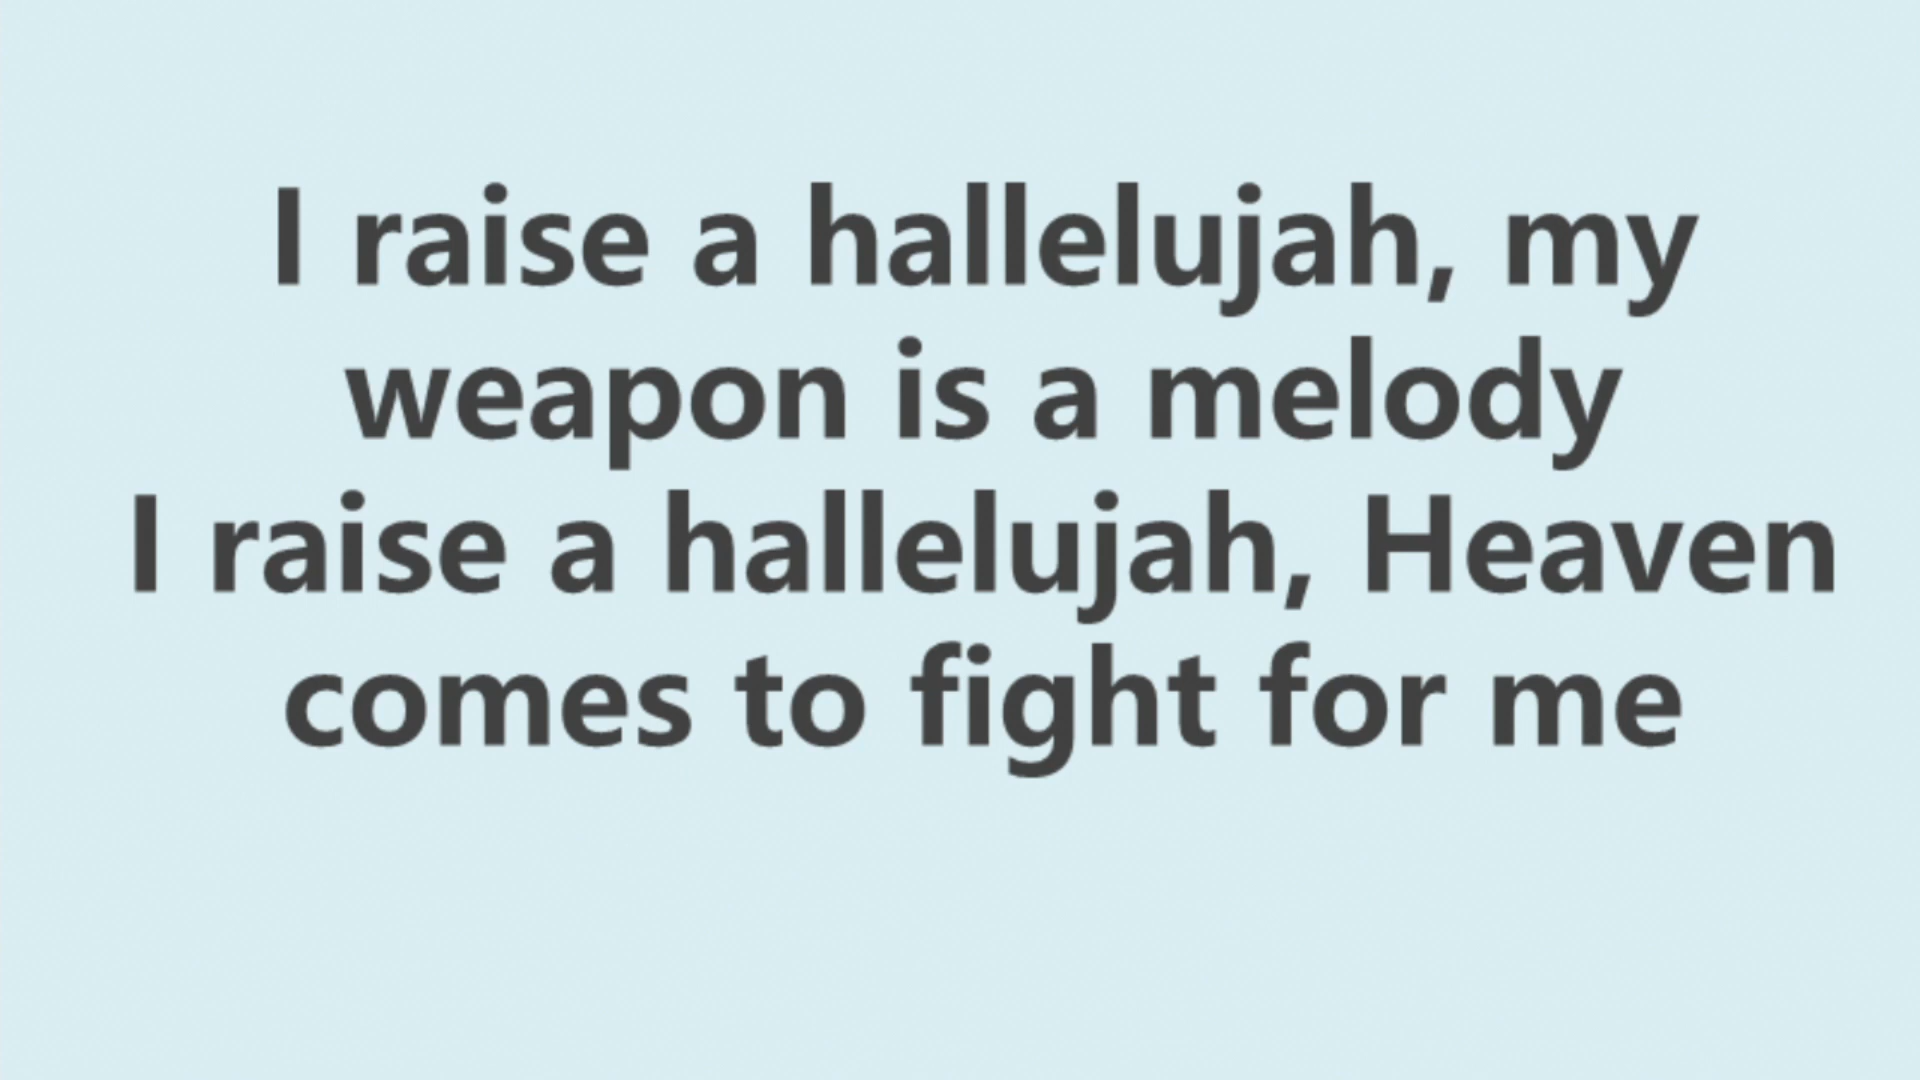 I raise a hallelujah, my
weapon is a melody
I raise a hallelujah, Heaven
comes to fight for me